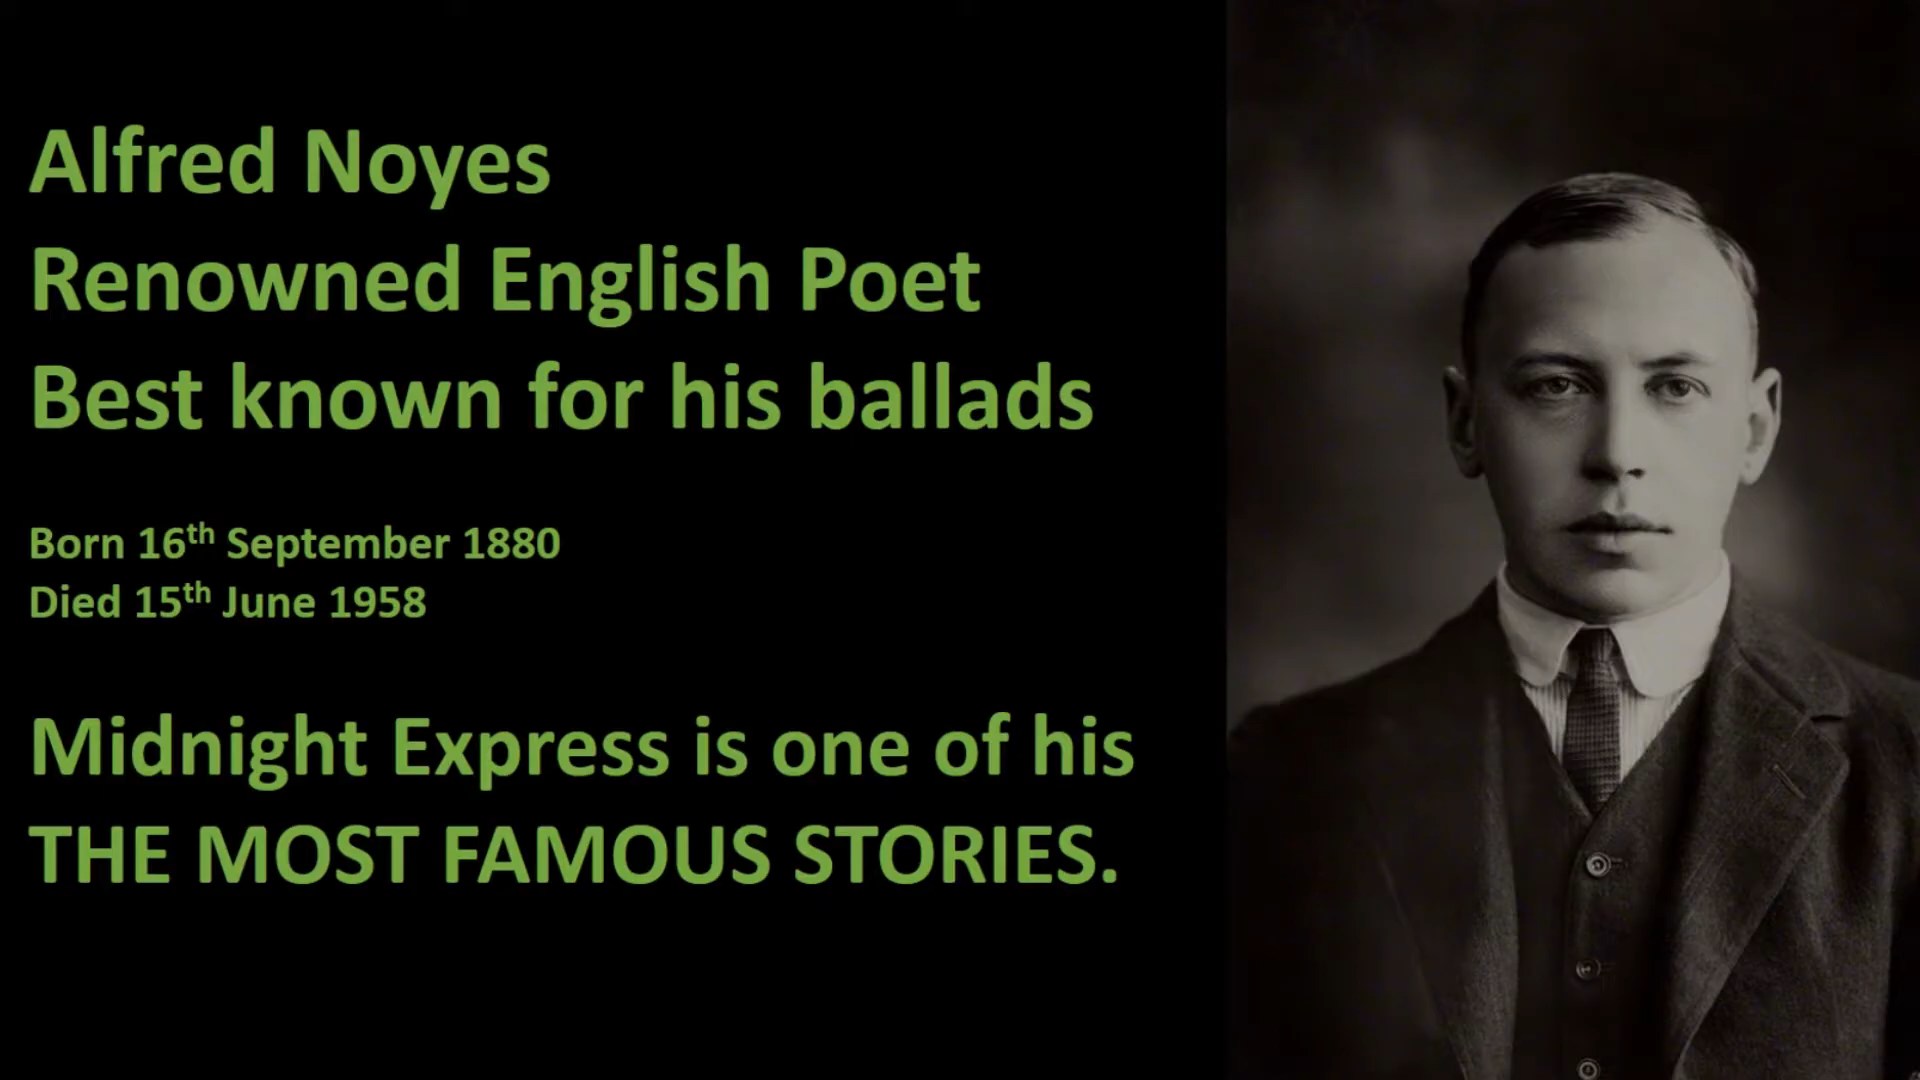 Alfred Noyes
Renowned English Poet
Best known for his ballads
Born 16th September 1880
Died 15th June 1958
Midnight Express is one of his
THE MOST FAMOUS STORIES.